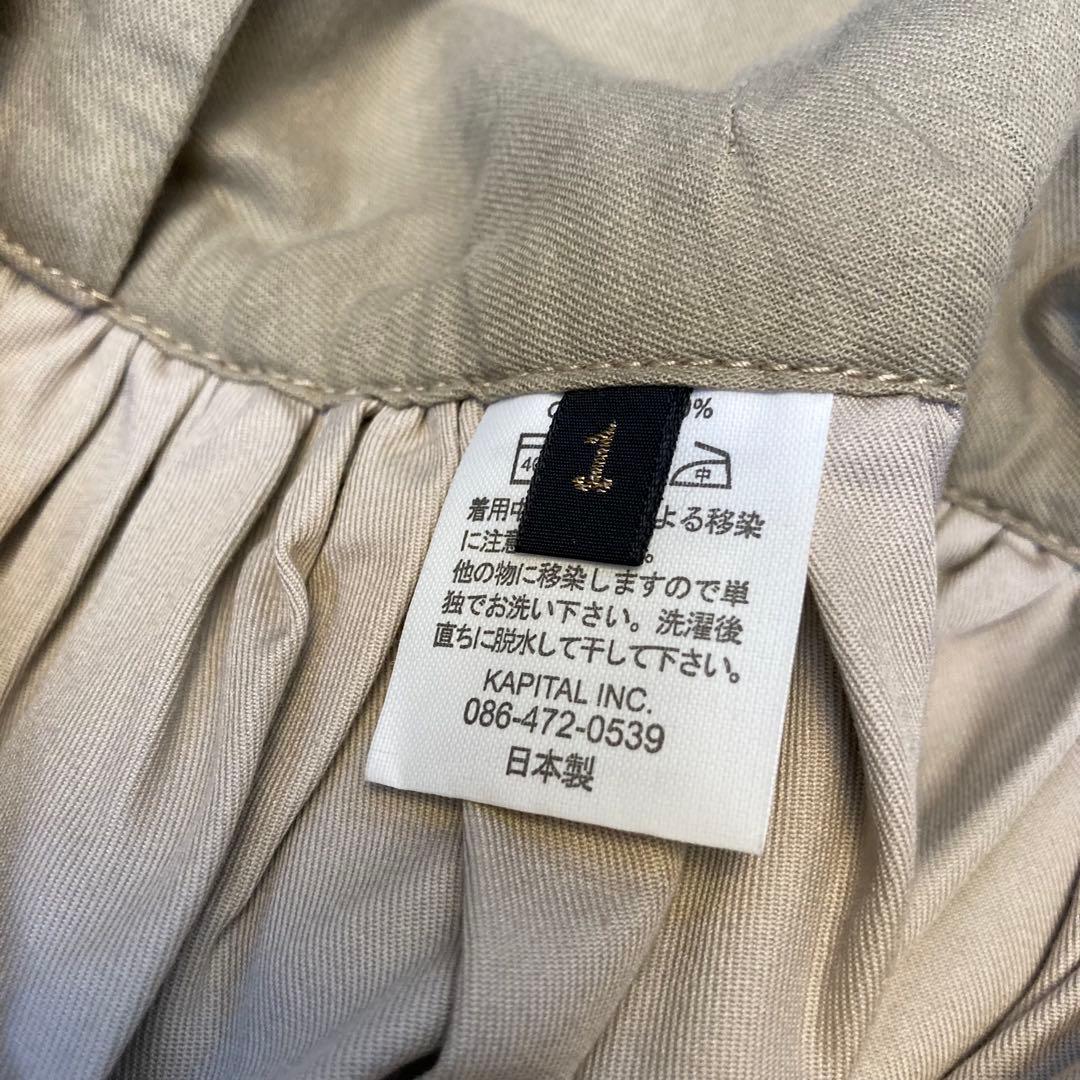 1
%
40
中
着用中 よる移染
に注意 。
他の物に移染しますので単
独でお洗い下さい。洗濯後
直ちに脱水して干して下さい。
KAPITAL INC.
086-472-0539
日本製